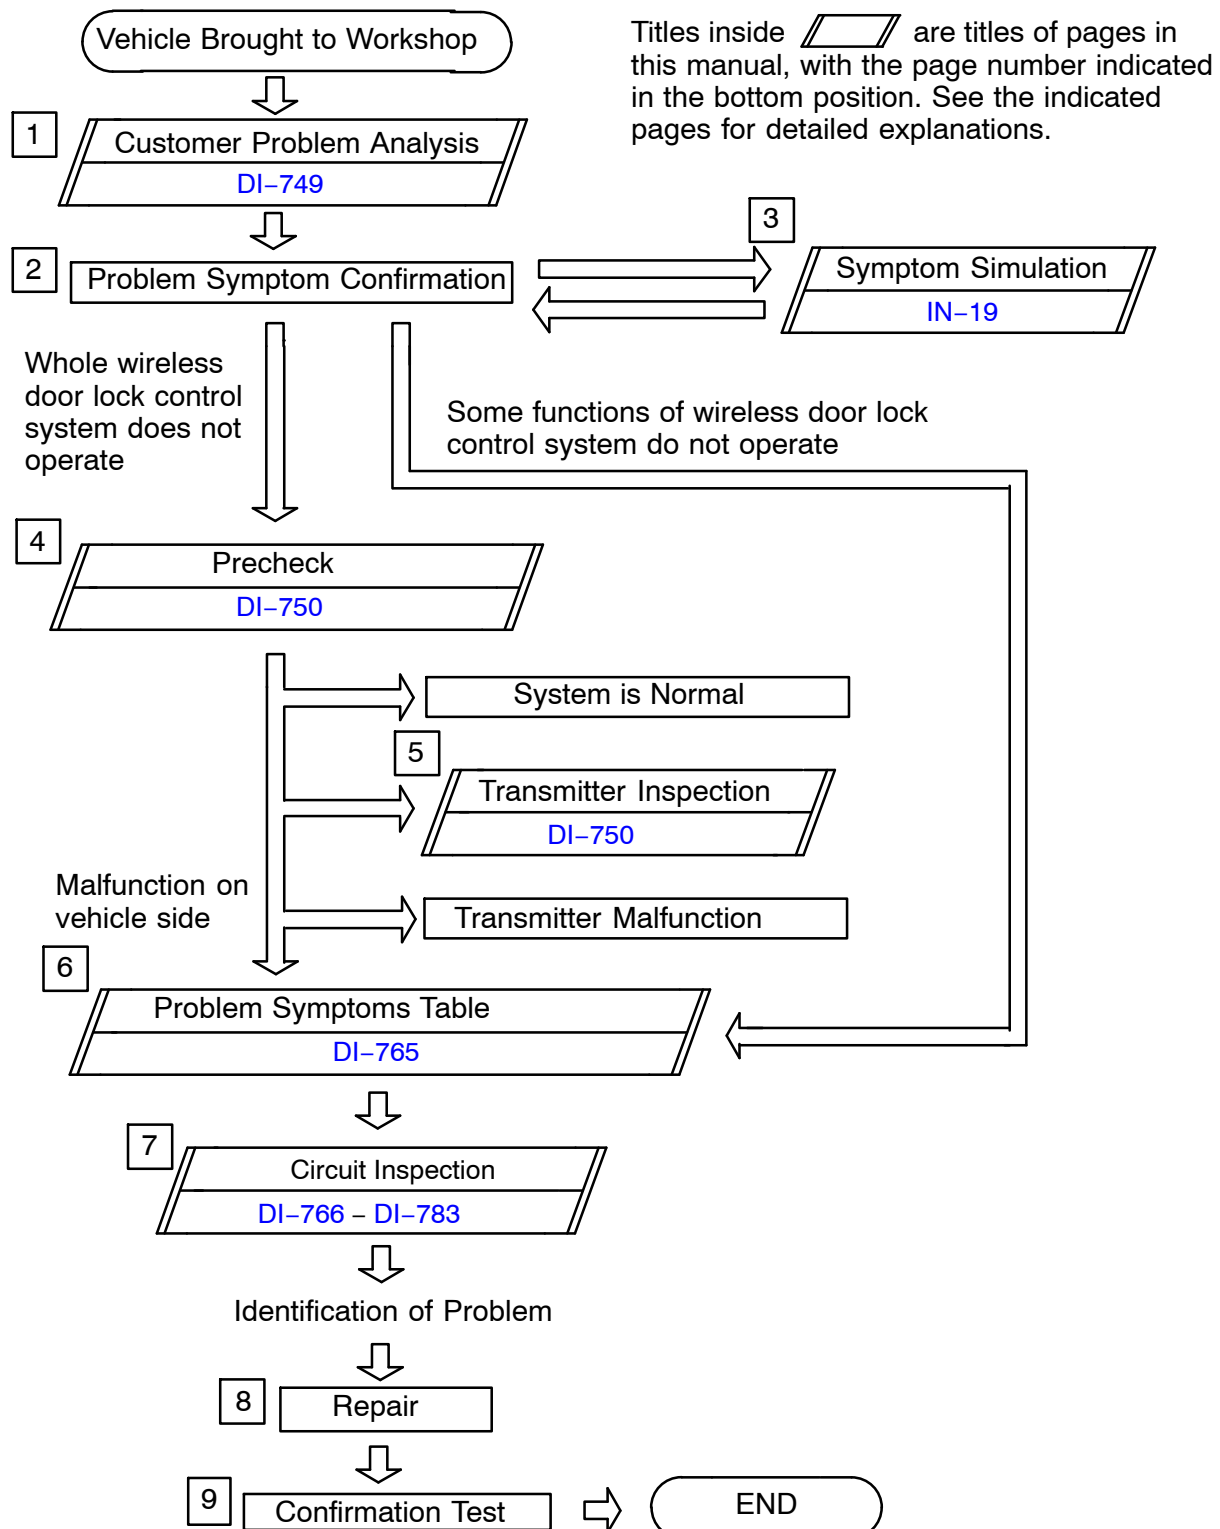 Vehicle Brought to Workshop
Titles inside are titles of pages in
this manual, with the page number indicated
in the bottom position. See the indicated
pages for detailed explanations.
1
Customer Problem Analysis
DI–749
2
Problem Symptom Confirmation
3
Symptom Simulation
IN–19
Whole wireless
door lock control
system does not
operate
Some functions of wireless door lock
control system do not operate
4
Precheck
DI–750
System is Normal
5
Transmitter Inspection
DI–750
Malfunction on
vehicle side
Transmitter Malfunction
6
Problem Symptoms Table
DI–765
7
Circuit Inspection
DI–766 – DI–783
Identification of Problem
8
Repair
9
Confirmation Test
END